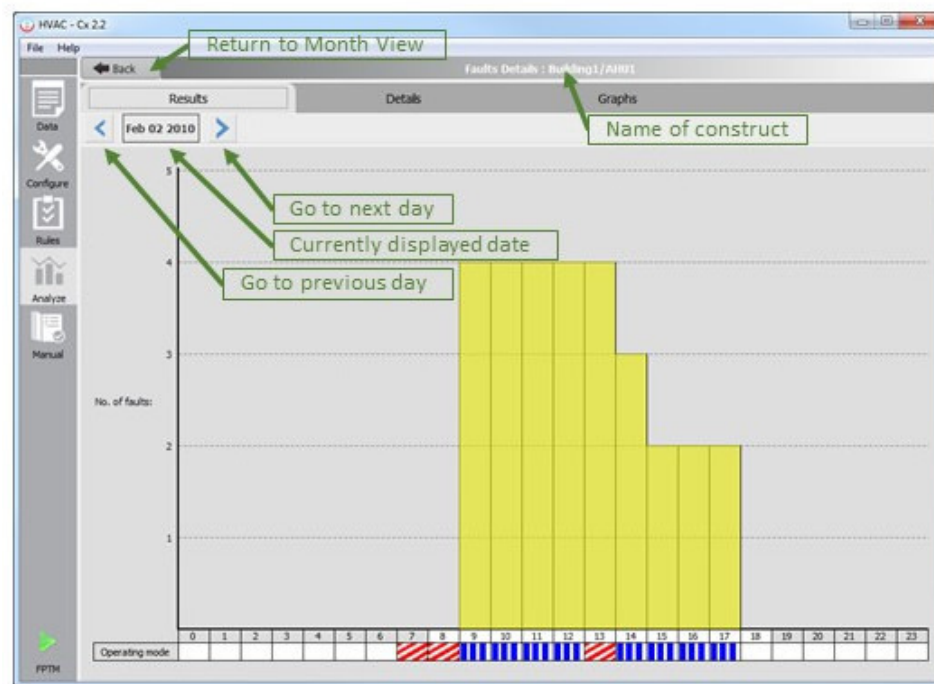 HVAC - Cx 2.2
File Help
Return to Month View
Back
Faults Details : Building1/AH01
Results Details Graphs
Name of construct
Feb 02 2010
Data
Configure
Rules
Analyze
Manual
FPTM
Go to next day
Currently displayed date
Go to previous day
5
4
3
No. of faults:
2
1
0 1 2 3 4 5 6 7 8 9 10 11 12 13 14 15 16 17 18 19 20 21 22 23
Operating mode